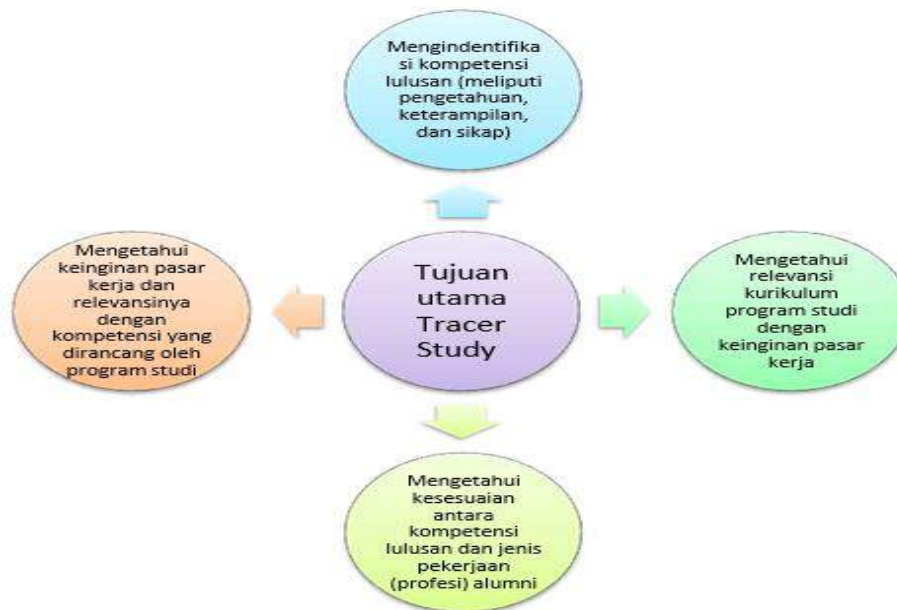 Mengindentifika
si kompetensi
lulusan (meliputi
pengetahuan,
keterampilan,
dan sikap)
Mengetahui
keinginan pasar
kerja dan
relevansinya
dengan
kompetensi yang
dirancang oleh
program studi
Tujuan
utama
Tracer
Study
Mengetahui
relevansi
kurikulum
program studi
dengan
keinginan pasar
kerja
Mengetahui
kesesuaian
antara
kompetensi
lulusan dan jenis
pekerjaan
(profesi) alumni